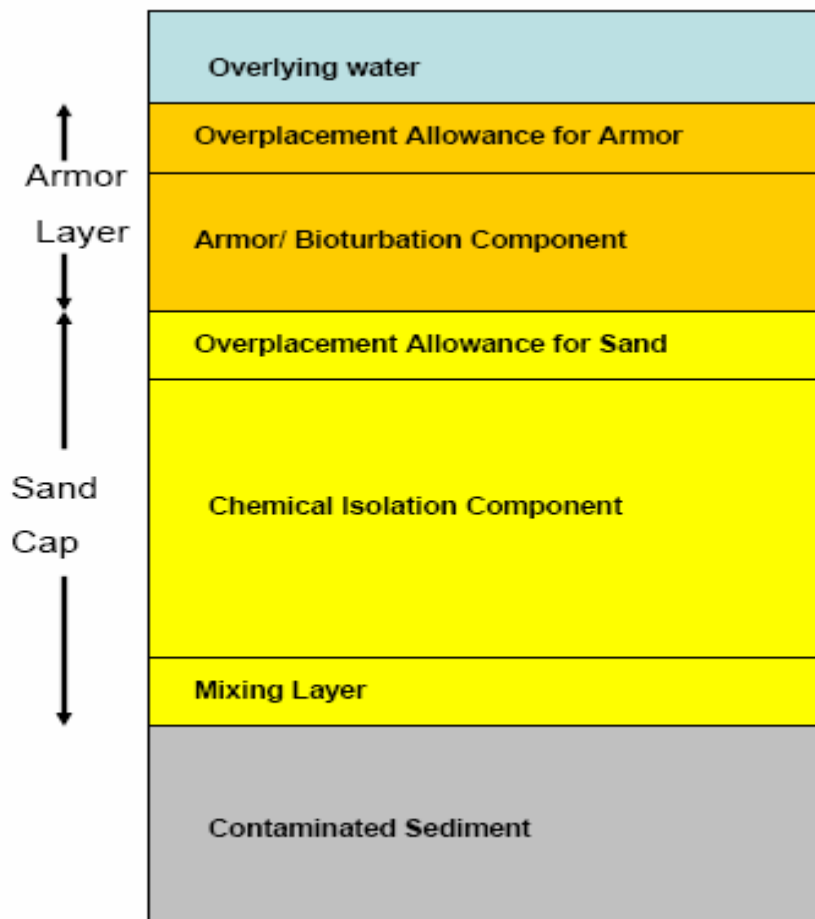 Overlying water
Overplacement Allowance for Armor
Armor
Layer
Armor/ Bioturbation Component
Overplacement Allowance for Sand
Sand
Cap
Chemical Isolation Component
Mixing Layer
Contaminated Sediment